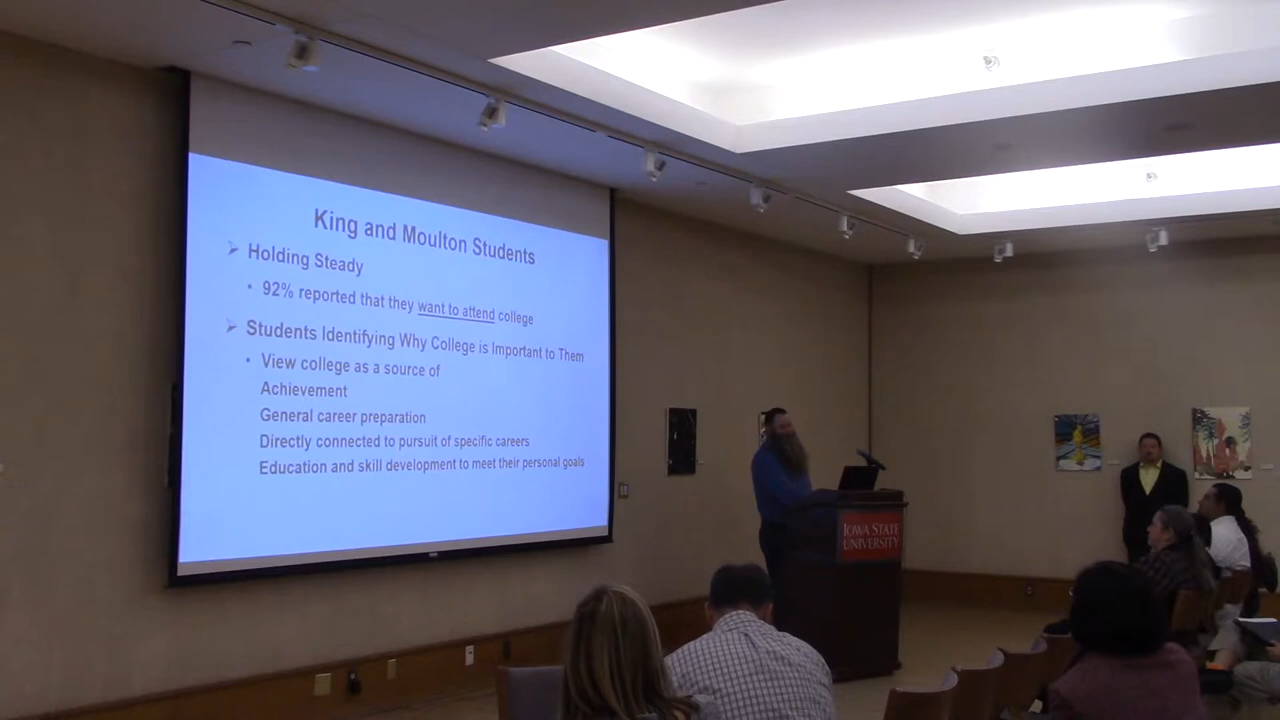 King and Moulton Students
Holding Steady
92% reported that they want to attend college
Students Identifying Why College is Important to Them
View college as a source of
Achievement
General career preparation
Directly connected to pursuit of specific careers
Education and skill development to meet their personal goals
IOWA STATE
UNIVERSITY